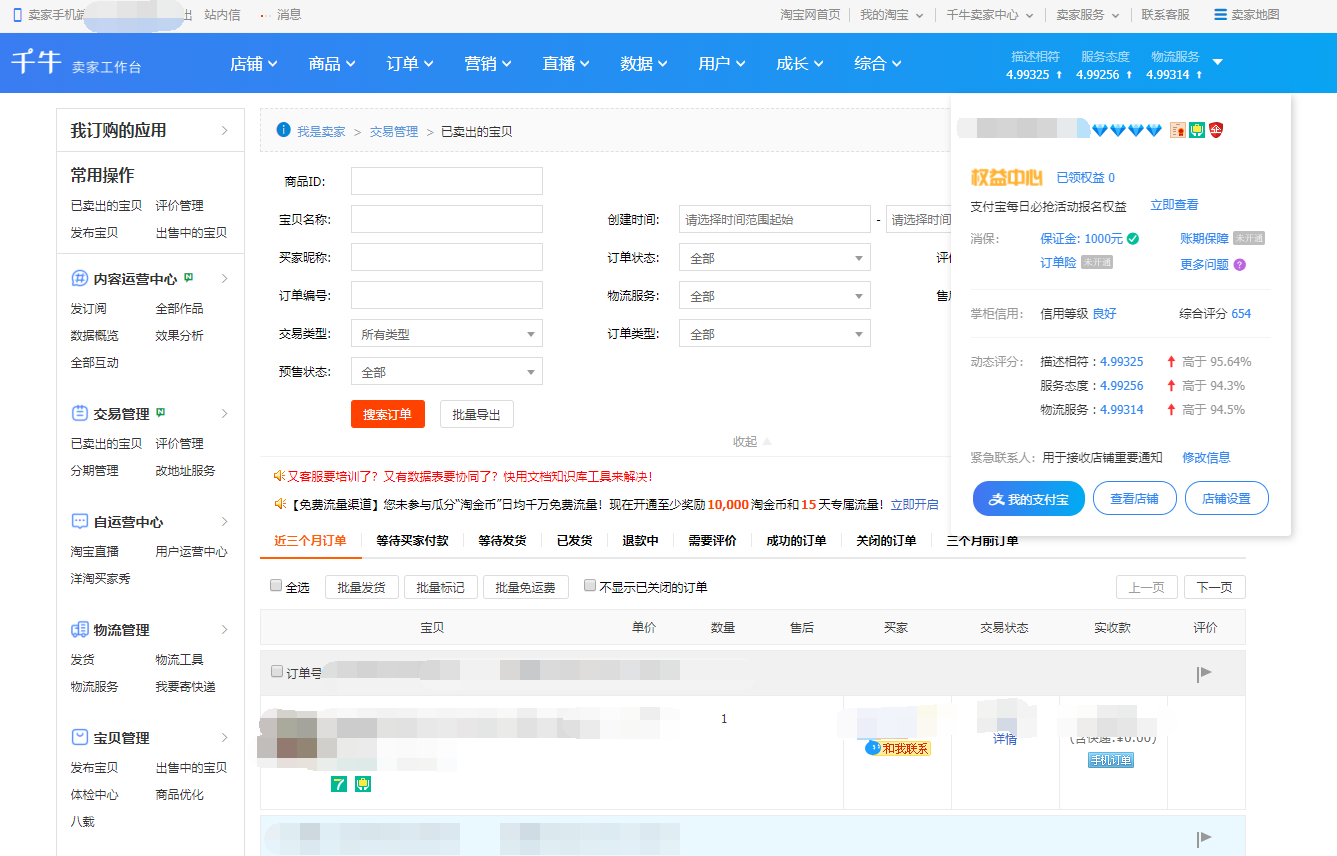 卖家手机端 出 站内信 消息 淘宝网首页 我的淘宝 千牛卖家中心 卖家服务 联系客服 卖家地图
千牛 卖家工作台 店铺 商品 订单 营销 直播 数据 用户 成长 综合 描述相符 服务态度 物流服务
4.99325 4.99256 4.99314
我订购的应用
常用操作
已卖出的宝贝 评价管理
发布宝贝 出售中的宝贝
内容运营中心
发订阅 全部作品
数据概览 效果分析
全部互动
交易管理
已卖出的宝贝 评价管理
分期管理 改地址服务
自运营中心
淘宝直播 用户运营中心
洋淘买家秀
物流管理
发货 物流工具
物流服务 我要寄快递
宝贝管理
发布宝贝 出售中的宝贝
体检中心 商品优化
八戴
我是卖家 > 交易管理 > 已卖出的宝贝
商品ID:
宝贝名称: 创建时间: 请选择时间范围起始 - 请选择时间
买家昵称: 订单状态: 全部 评
订单编号: 物流服务: 全部 售
交易类型: 所有类型 订单类型: 全部
预售状态: 全部
搜索订单 批量导出
收起
又客服要培训了？又有数据表要协同了？快用文档知识库工具来解决！
【免费流量渠道】您未参与瓜分“淘金币”日均千万免费流量！现在开通至少奖励10,000淘金币和15天专属流量！立即开启
近三个月订单 等待买家付款 等待发货 已发货 退款中 需要评价 成功的订单 关闭的订单 三个月前订单
全选 批量发货 批量标记 批量免运费 不显示已关闭的订单 上一页 下一页
宝贝 单价 数量 售后 买家 交易状态 实收款 评价
订单号
1
和我联系 详情 (含快递:¥0.00)
手机订单
7
权益中心 已领权益 0
支付宝每日必抢活动报名权益 立即查看
消保: 保证金: 1000元 账期保障 未开通
订单险 未开通 更多问题 ?
掌柜信用: 信用等级 良好 综合评分 654
动态评分: 描述相符：4.99325 高于 95.64%
服务态度：4.99256 高于 94.3%
物流服务：4.99314 高于 94.5%
紧急联系人: 用于接收店铺重要通知 修改信息
我的支付宝 查看店铺 店铺设置